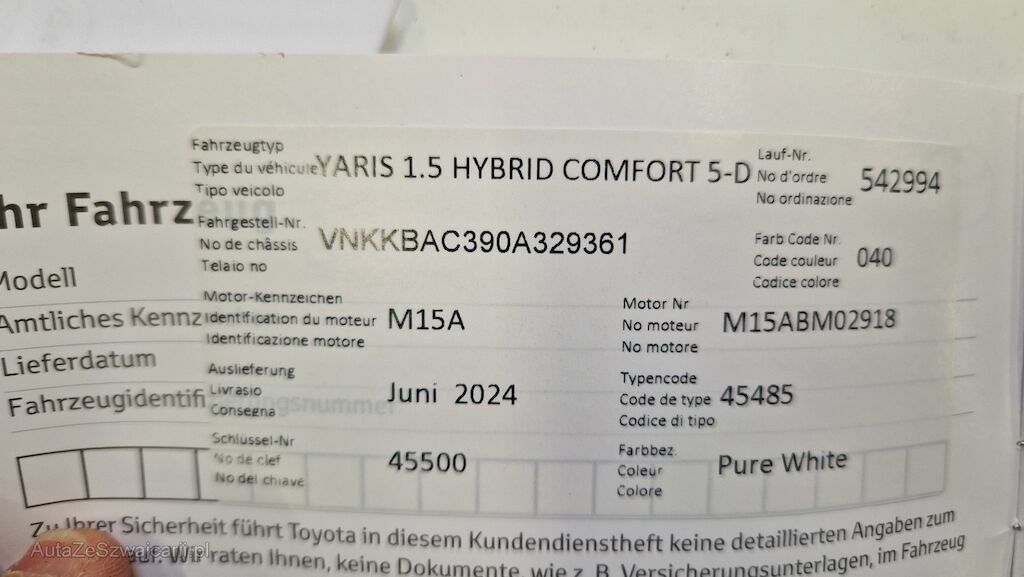 Fahrzeugtyp
Type du véhicule YARIS 1.5 HYBRID COMFORT 5-D
Tipo veicolo
Lauf-Nr.
No d'ordre 542994
No ordinazione
hr Fahrzeug
Fahrgestell-Nr.
No de châssis VNKKBAC390A329361
Telaio no
Farb Code Nr.
Code couleur 040
Codice colore
Modell
Motor-Kennzeichen
Identification du moteur M15A
Identificazione motore
Motor Nr
No moteur M15ABM02918
No motore
Amtliches Kennz
Lieferdatum
Auslieferung
Livrasio Juni 2024
Consegna
Typencode
Code de type 45485
Codice di tipo
Fahrzeugidentifi
Schlüssel-Nr
No de clef 45500
No del chiave
Farbbez.
Coleur Pure White
Colore
Zu Ihrer Sicherheit führt Toyota in diesem Kundendienstheft keine detaillierten Angaben zum
auf. Wir raten Ihnen, keine Dokumente, wie z. B. Versicherungsunterlagen, im Fahrzeug
AutaZeSzwajcarii.pl